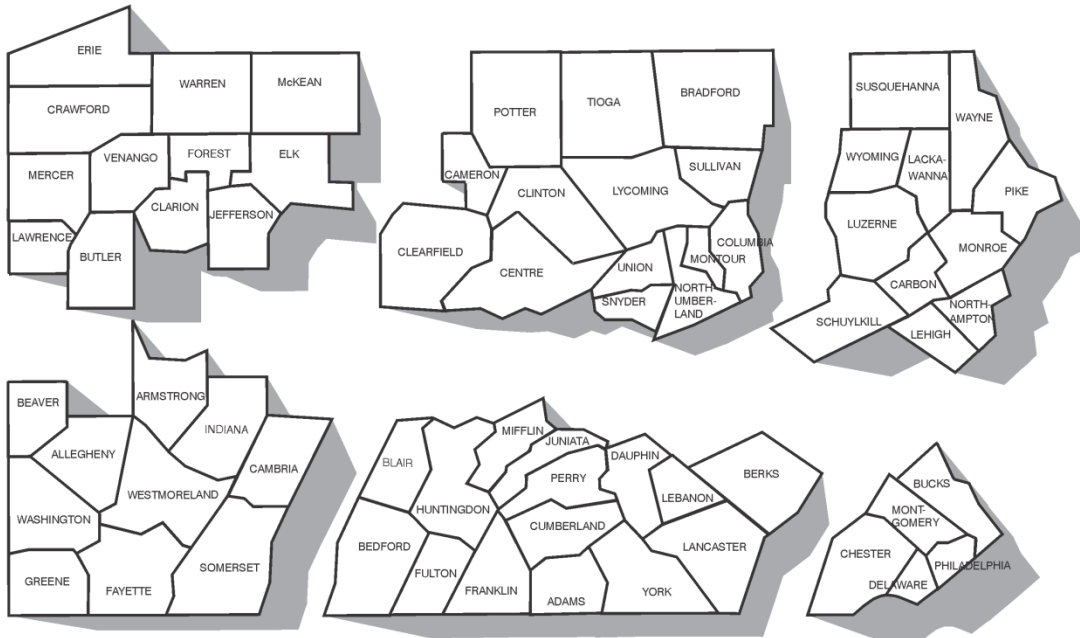 ERIE
WARREN
McKEAN
CRAWFORD
VENANGO
FOREST
ELK
MERCER
CLARION
JEFFERSON
LAWRENCE
BUTLER
POTTER
TIOGA
BRADFORD
CAMERON
CLINTON
LYCOMING
SULLIVAN
CLEARFIELD
CENTRE
UNION
MONTOUR
COLUMBIA
SNYDER
NORTH-
UMBER-
LAND
SUSQUEHANNA
WAYNE
WYOMING
LACKA-
WANNA
PIKE
LUZERNE
MONROE
CARBON
NORTH-
AMPTON
SCHUYLKILL
LEHIGH
BEAVER
ARMSTRONG
INDIANA
ALLEGHENY
CAMBRIA
WESTMORELAND
WASHINGTON
GREENE
FAYETTE
SOMERSET
MIFFLIN
JUNIATA
BLAIR
DAUPHIN
PERRY
BERKS
LEBANON
HUNTINGDON
CUMBERLAND
BEDFORD
LANCASTER
FULTON
FRANKLIN
ADAMS
YORK
BUCKS
MONT-
GOMERY
CHESTER
PHILADELPHIA
DELAWARE